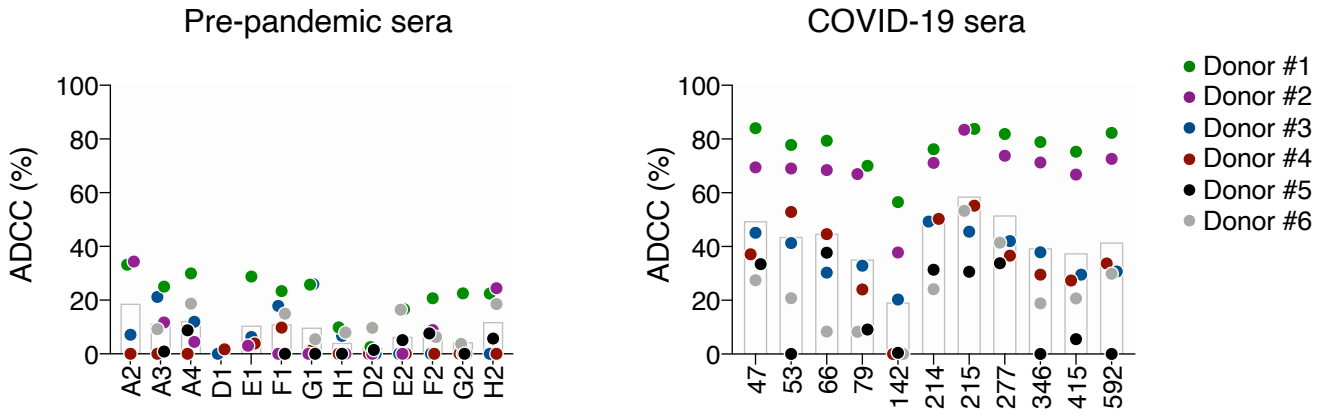 Pre-pandemic sera
ADCC (%)
100
80
60
40
20
0
A2
A3
A4
D1
E1
F1
G1
H1
D2
E2
F2
G2
H2
COVID-19 sera
ADCC (%)
100
80
60
40
20
0
47
53
66
79
142
214
215
277
346
415
592
Donor #1
Donor #2
Donor #3
Donor #4
Donor #5
Donor #6